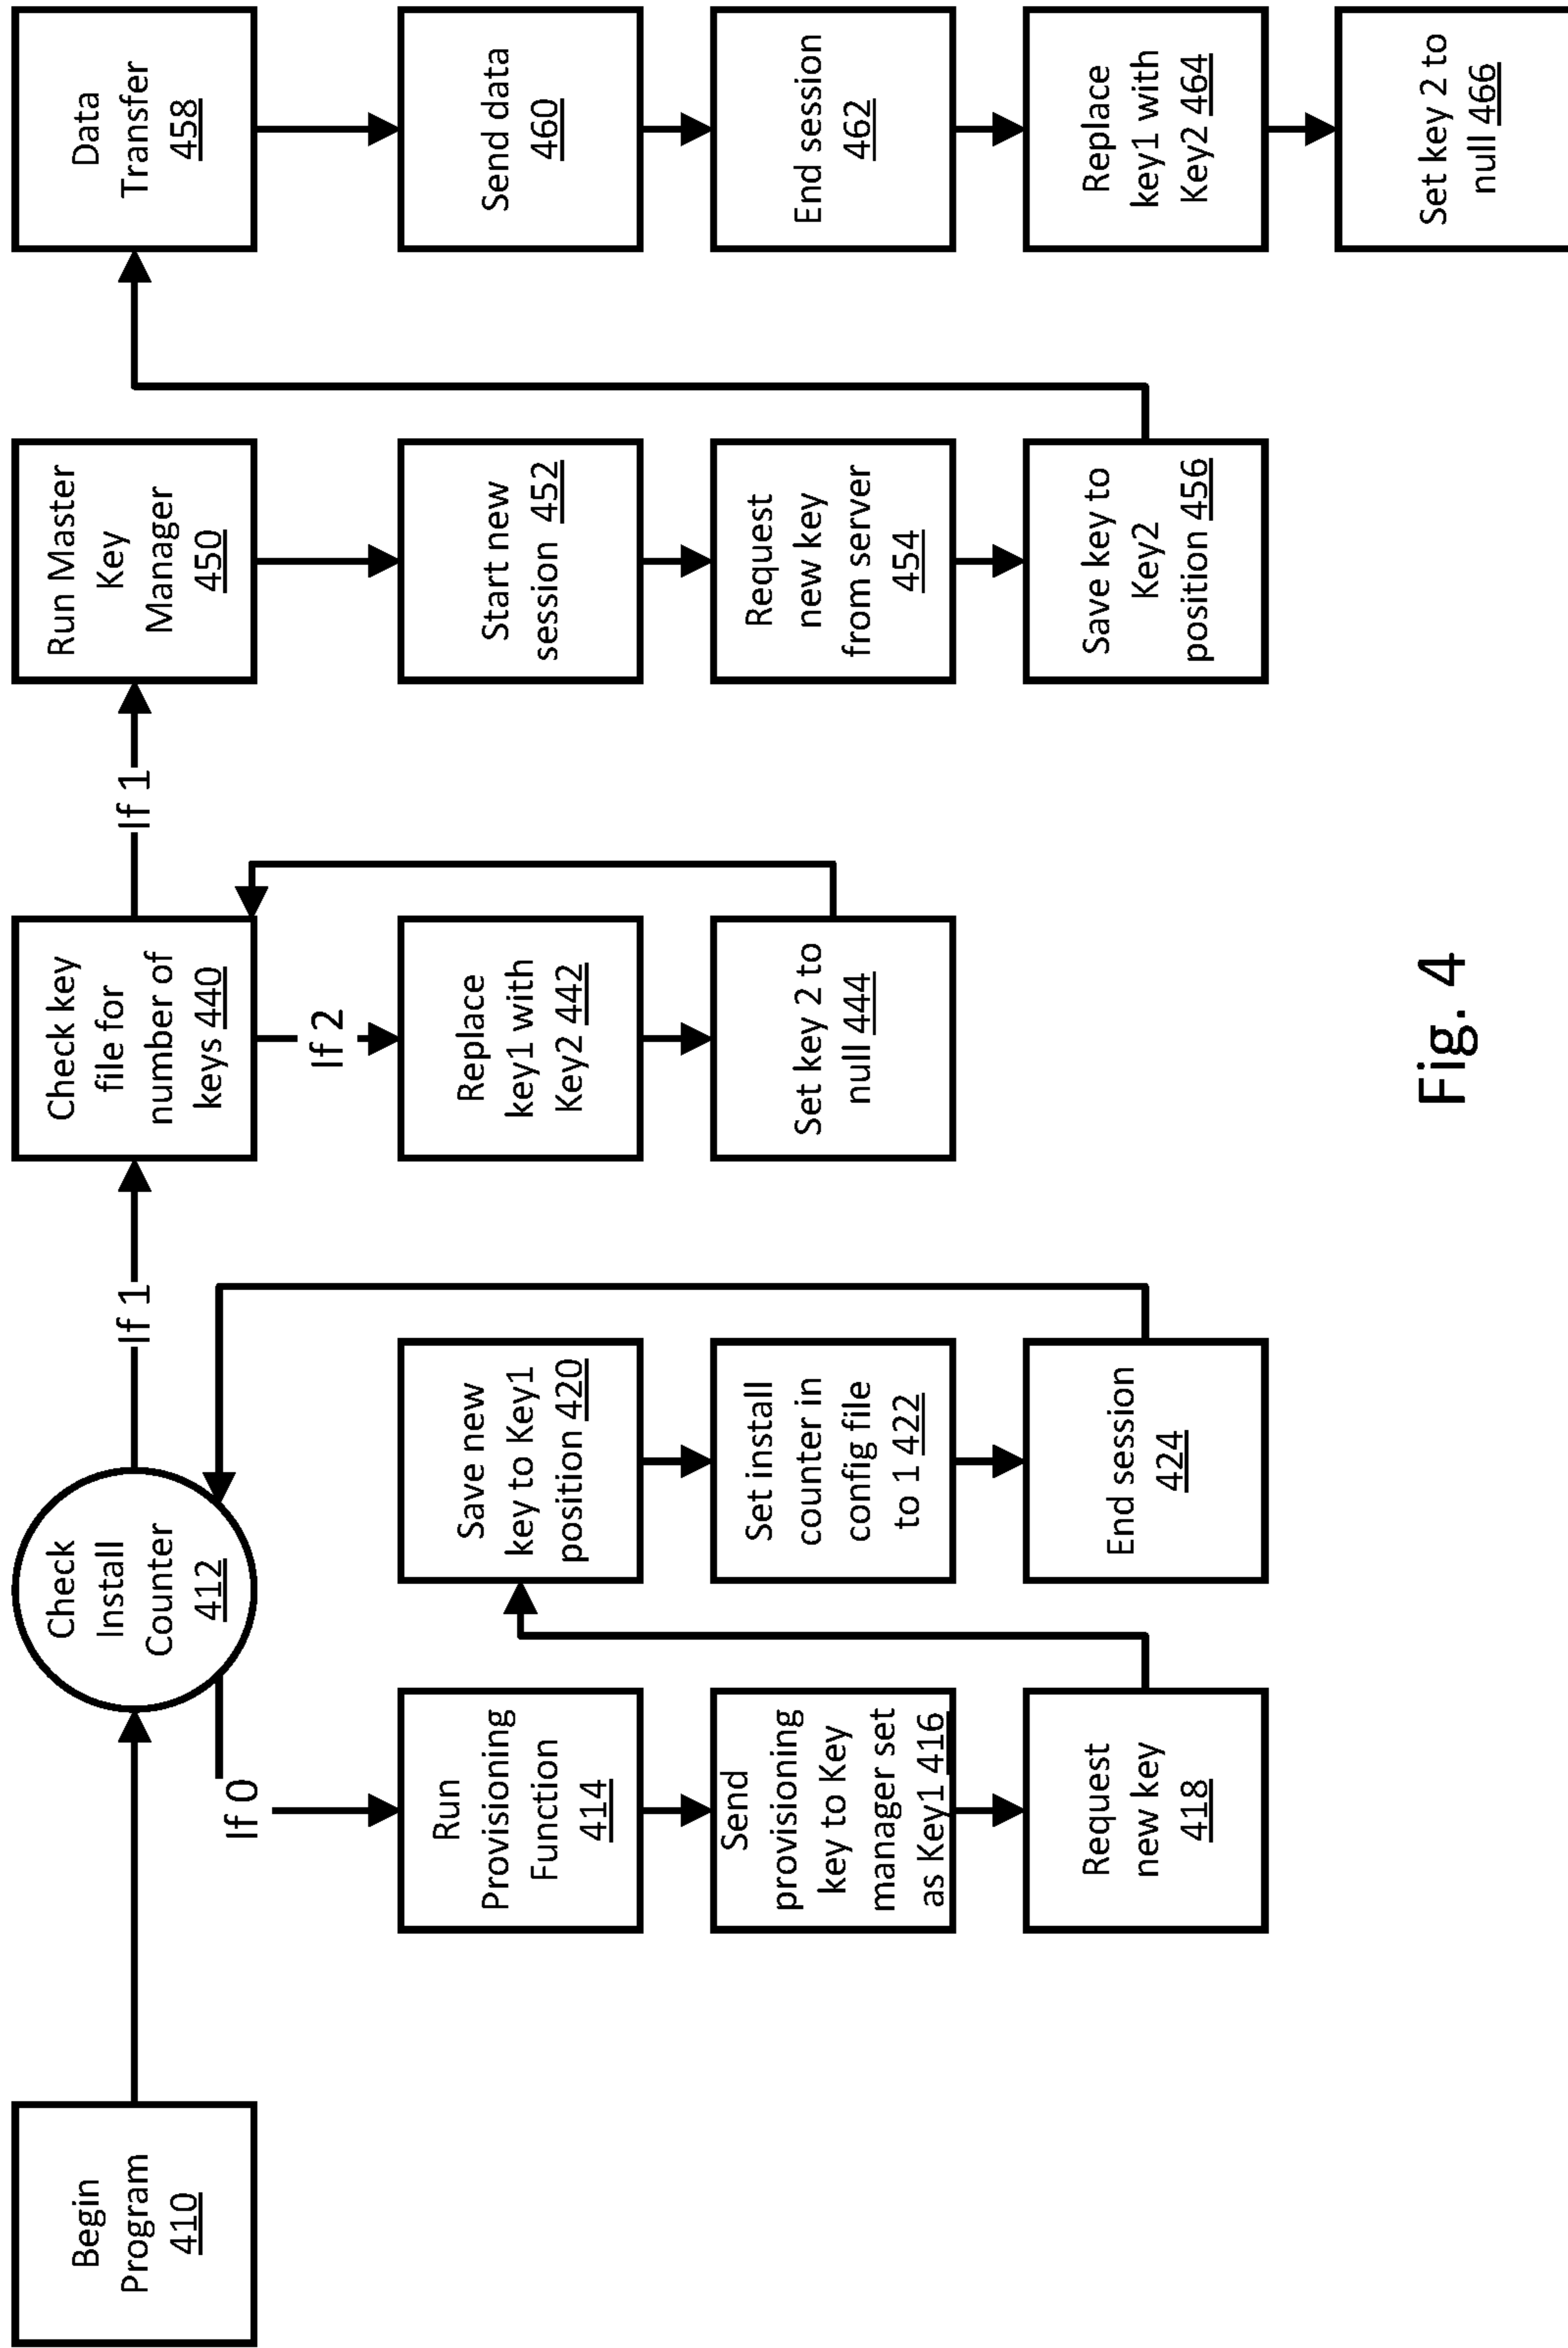 Begin
Program
410
Check
Install
Counter
412
If 0
Run
Provisioning
Function
414
Send
provisioning
key to Key
manager set
as Key1 416
Request
new key
418
Save new
key to Key1
position 420
Set install
counter in
config file
to 1 422
End session
424
If 1
Check key
file for
number of
keys 440
If 2
Replace
key1 with
Key2 442
Set key 2 to
null 444
If 1
Run Master
Key
Manager
450
Start new
session 452
Request
new key
from server
454
Save key to
Key2
position 456
Data
Transfer
458
Send data
460
End session
462
Replace
key1 with
Key2 464
Set key 2 to
null 466
Fig. 4